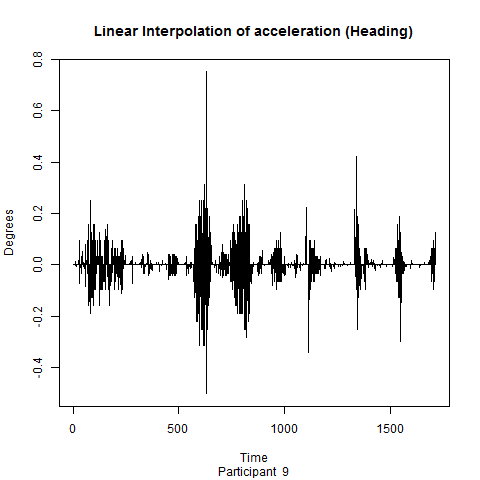 Linear Interpolation of acceleration (Heading)
Degrees
0.8
0.6
0.4
0.2
0.0
-0.2
-0.4
0 500 1000 1500
Time
Participant 9